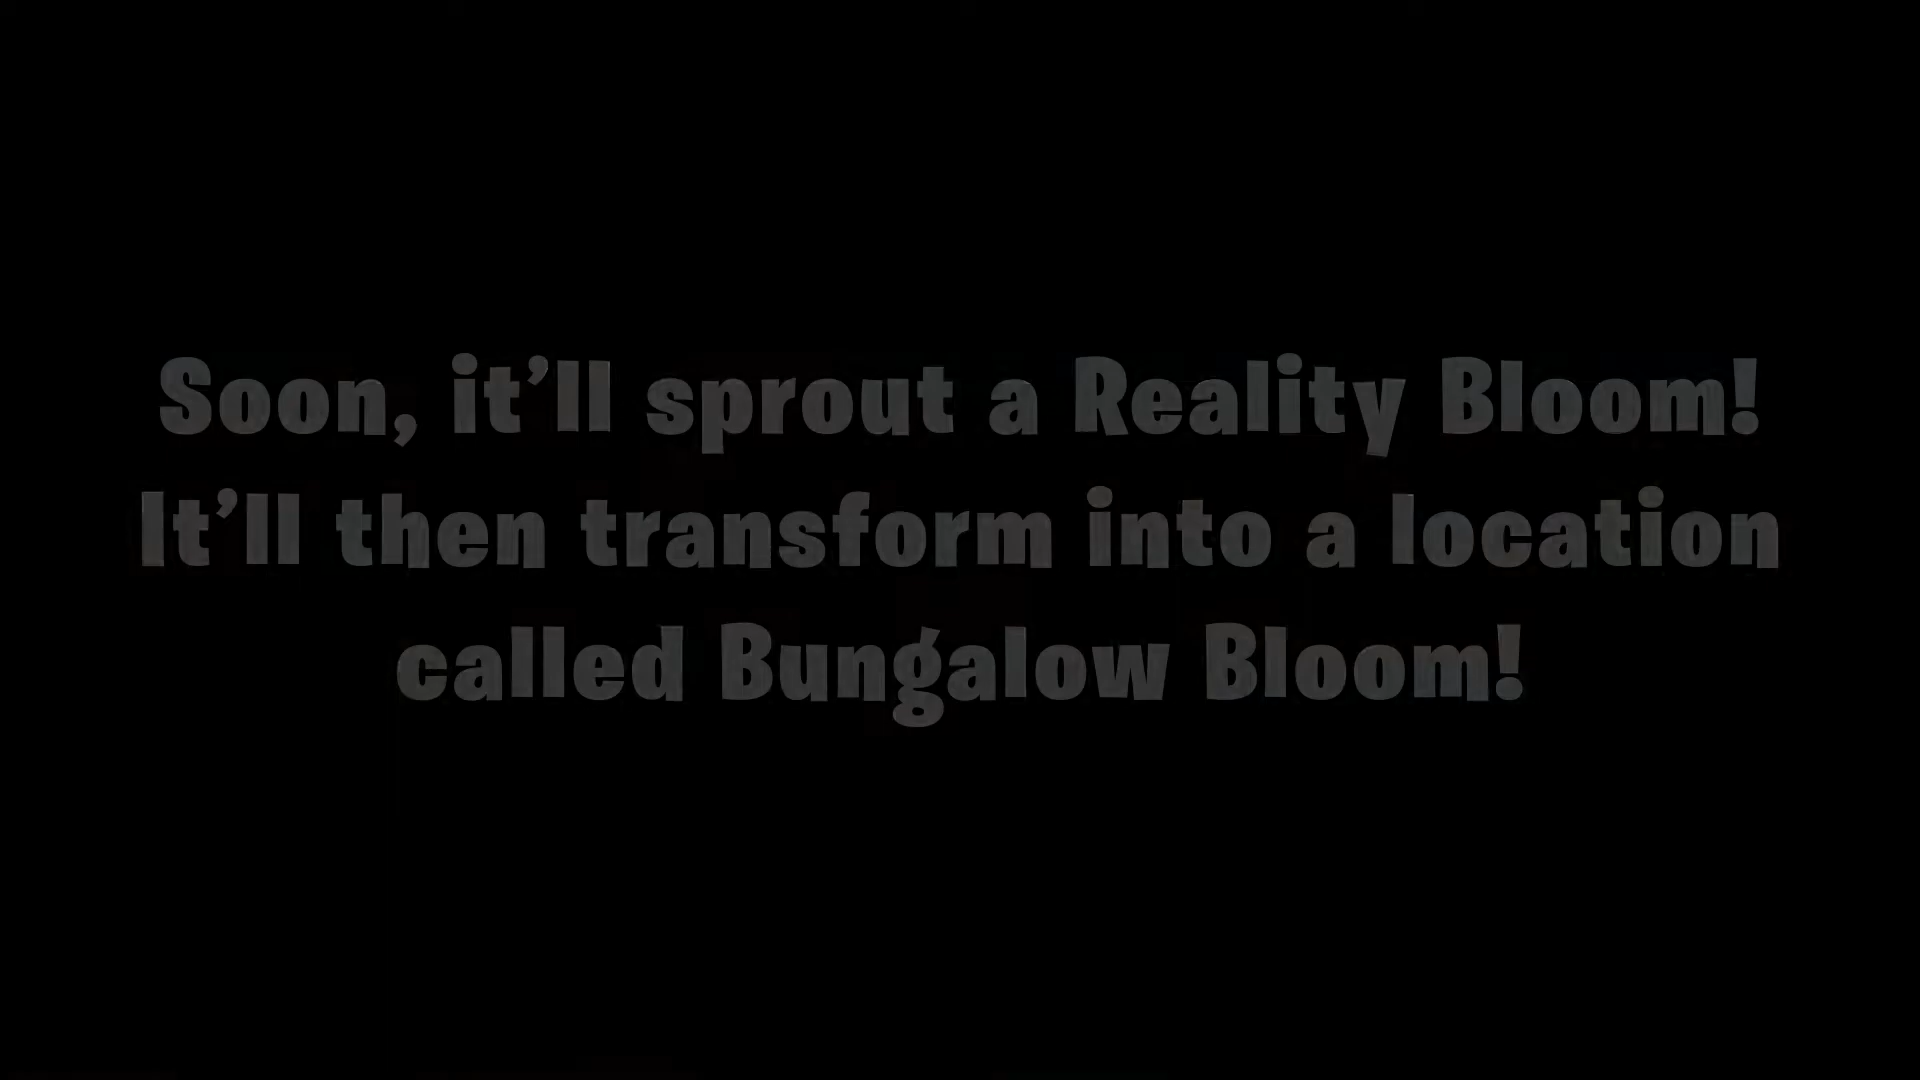 Soon, it’ll sprout a Reality Bloom!
It’ll then transform into a location
called Bungalow Bloom!